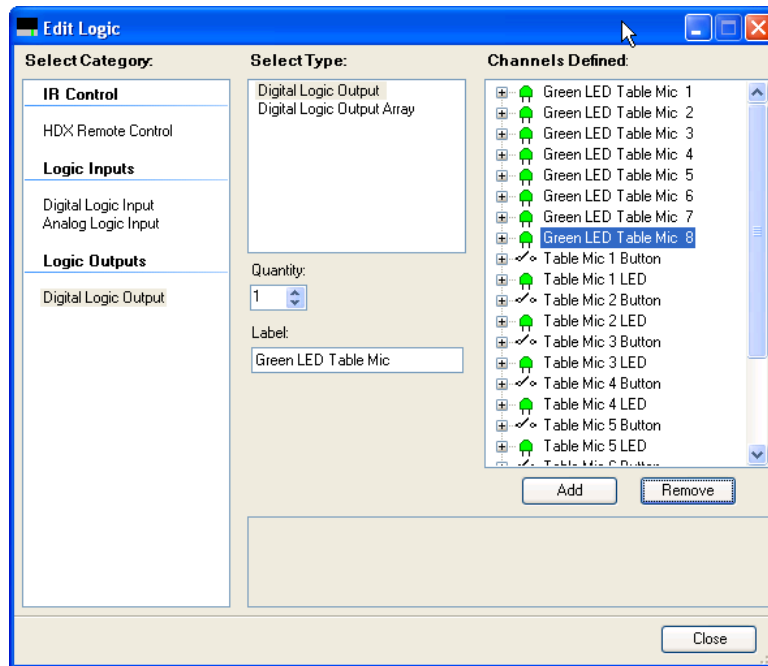 Edit Logic
Select Category:
IR Control
HDX Remote Control
Logic Inputs
Digital Logic Input
Analog Logic Input
Logic Outputs
Digital Logic Output
Select Type:
Digital Logic Output
Digital Logic Output Array
Quantity:
1
Label:
Green LED Table Mic
Channels Defined:
Green LED Table Mic 1
Green LED Table Mic 2
Green LED Table Mic 3
Green LED Table Mic 4
Green LED Table Mic 5
Green LED Table Mic 6
Green LED Table Mic 7
Green LED Table Mic 8
Table Mic 1 Button
Table Mic 1 LED
Table Mic 2 Button
Table Mic 2 LED
Table Mic 3 Button
Table Mic 3 LED
Table Mic 4 Button
Table Mic 4 LED
Table Mic 5 Button
Table Mic 5 LED
Table Mic 6 Button
Add
Remove
Close